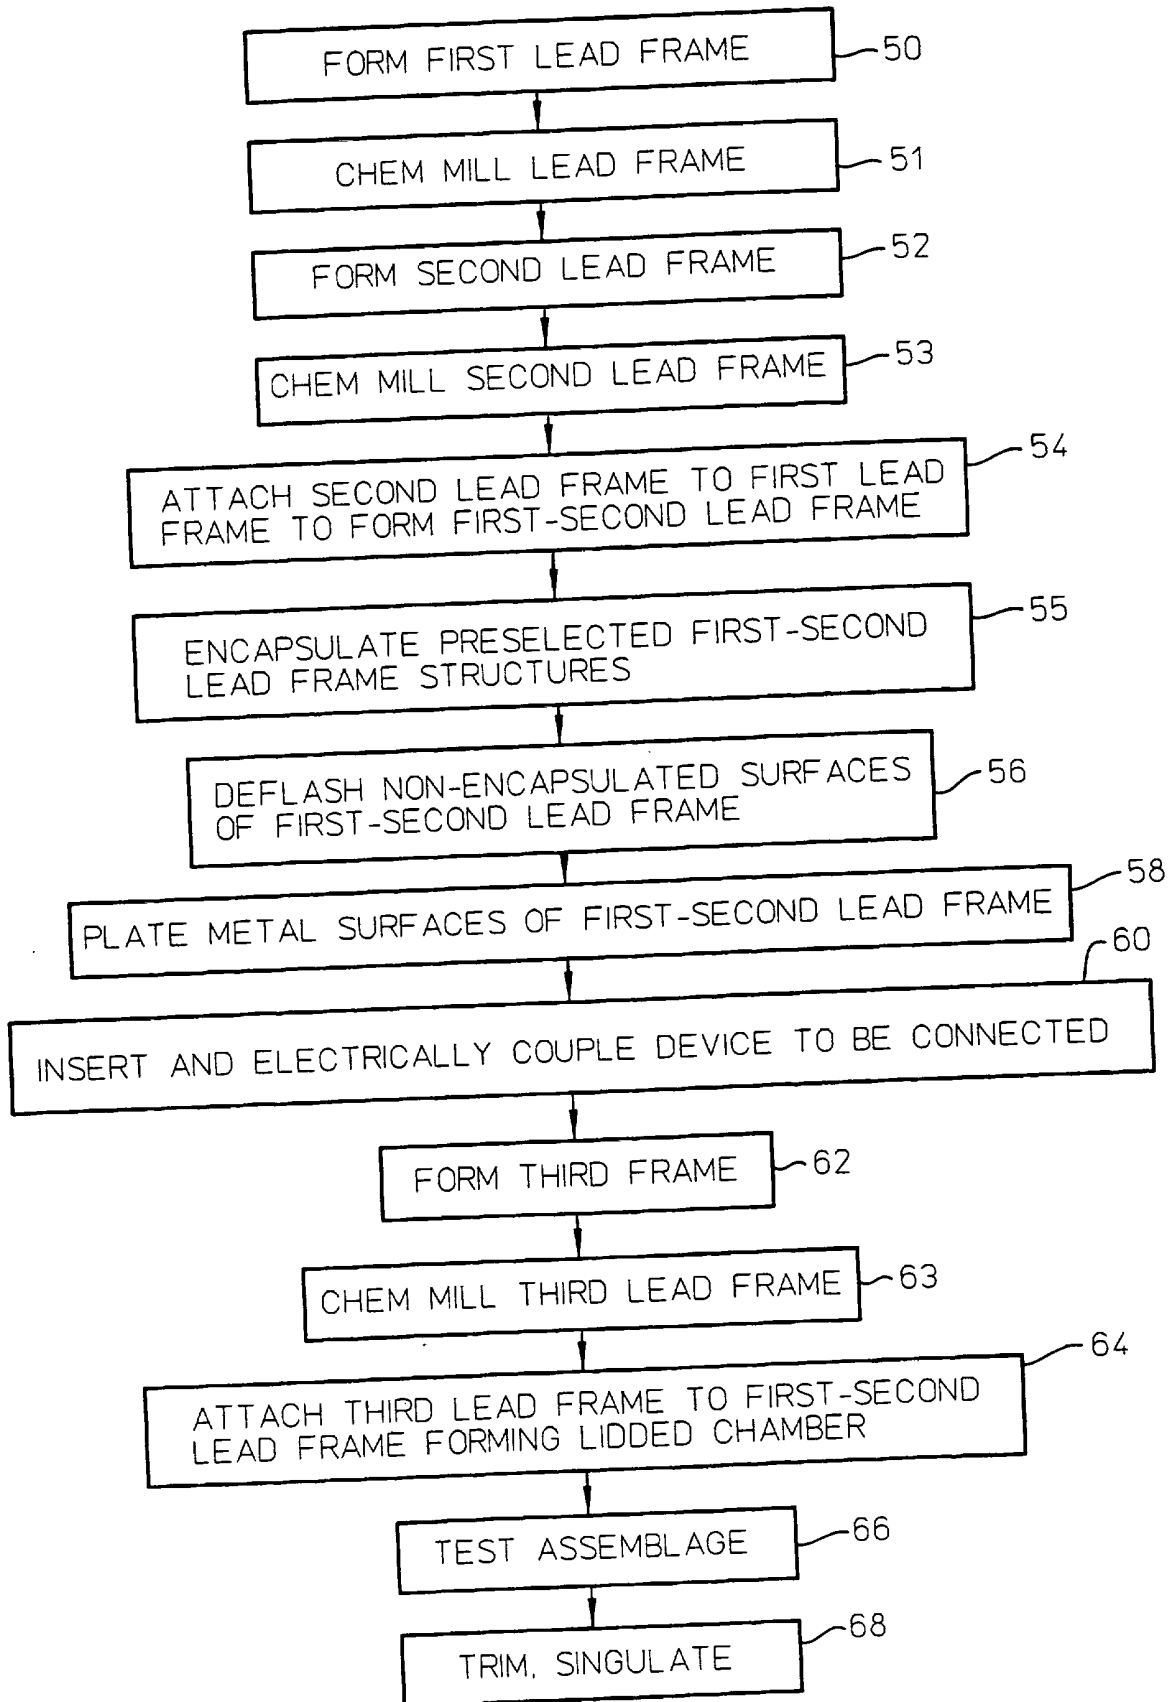 FORM FIRST LEAD FRAME 50
CHEM MILL LEAD FRAME 51
FORM SECOND LEAD FRAME 52
CHEM MILL SECOND LEAD FRAME 53
54
ATTACH SECOND LEAD FRAME TO FIRST LEAD
FRAME TO FORM FIRST-SECOND LEAD FRAME
55
ENCAPSULATE PRESELECTED FIRST-SECOND
LEAD FRAME STRUCTURES
56
DEFLASH NON-ENCAPSULATED SURFACES
OF FIRST-SECOND LEAD FRAME
58
PLATE METAL SURFACES OF FIRST-SECOND LEAD FRAME
60
INSERT AND ELECTRICALLY COUPLE DEVICE TO BE CONNECTED
FORM THIRD FRAME 62
CHEM MILL THIRD LEAD FRAME 63
64
ATTACH THIRD LEAD FRAME TO FIRST-SECOND
LEAD FRAME FORMING LIDDED CHAMBER
TEST ASSEMBLAGE 66
TRIM, SINGULATE 68